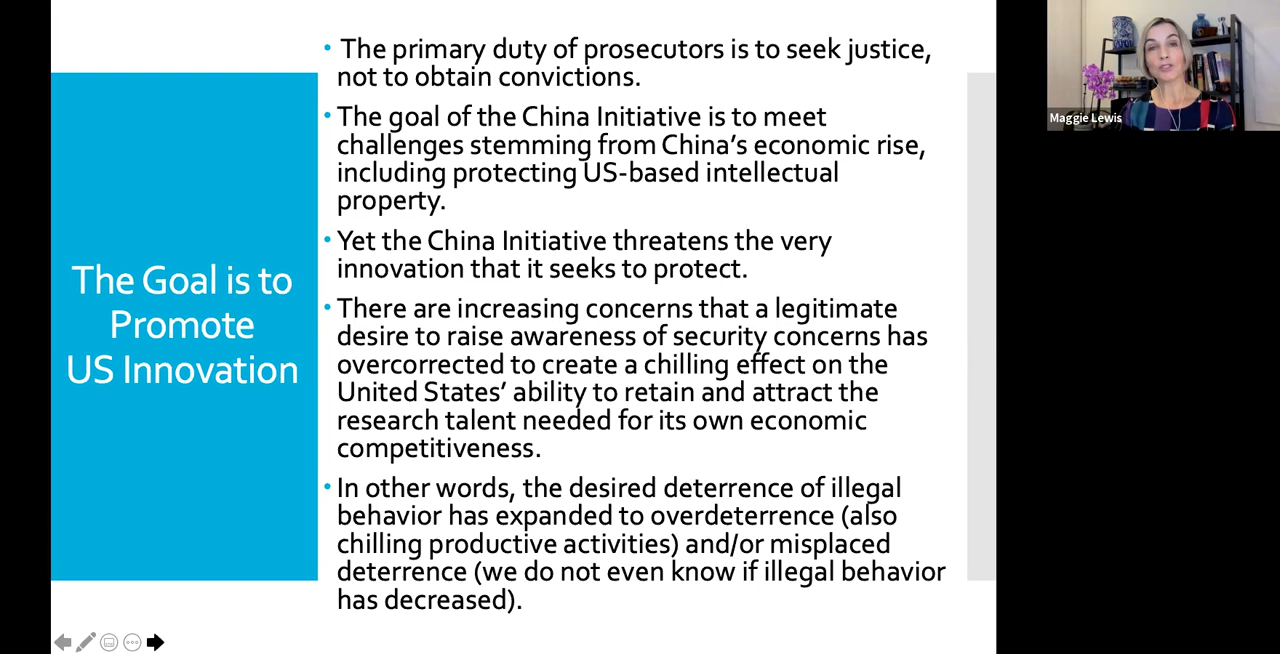 The Goal is to
Promote
US Innovation
• The primary duty of prosecutors is to seek justice,
not to obtain convictions.
• The goal of the China Initiative is to meet
challenges stemming from China’s economic rise,
including protecting US-based intellectual
property.
• Yet the China Initiative threatens the very
innovation that it seeks to protect.
• There are increasing concerns that a legitimate
desire to raise awareness of security concerns has
overcorrected to create a chilling effect on the
United States’ ability to retain and attract the
research talent needed for its own economic
competitiveness.
• In other words, the desired deterrence of illegal
behavior has expanded to overdeterrence (also
chilling productive activities) and/or misplaced
deterrence (we do not even know if illegal behavior
has decreased).
Maggie Lewis